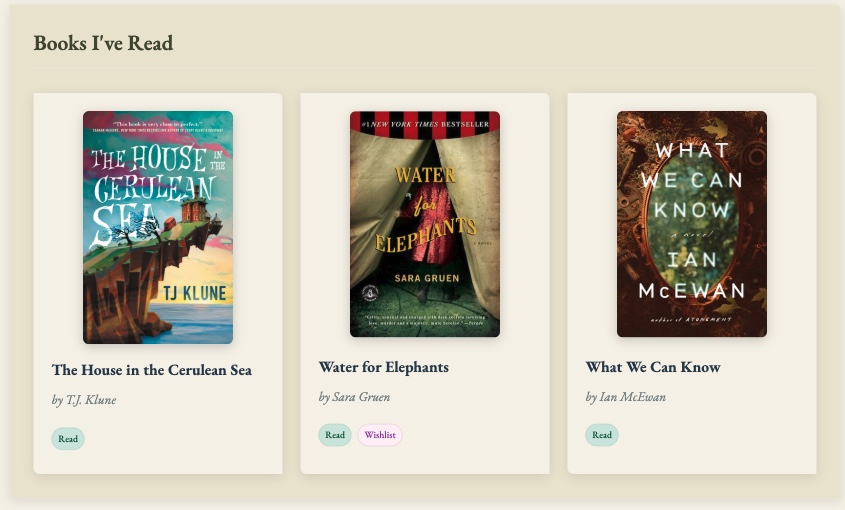 Books I've Read
"This book is very close to perfect."
THE HOUSE IN THE
CERULEAN
SEA
TJ KLUNE
The House in the Cerulean Sea
by T.J. Klune
Read
#1 NEW YORK TIMES BESTSELLER
WATER
for
ELEPHANTS
A NOVEL
SARA GRUEN
Water for Elephants
by Sara Gruen
Read Wishlist
WHAT
WE CAN
KNOW
a novel
IAN
McEWAN
author of ATONEMENT
What We Can Know
by Ian McEwan
Read